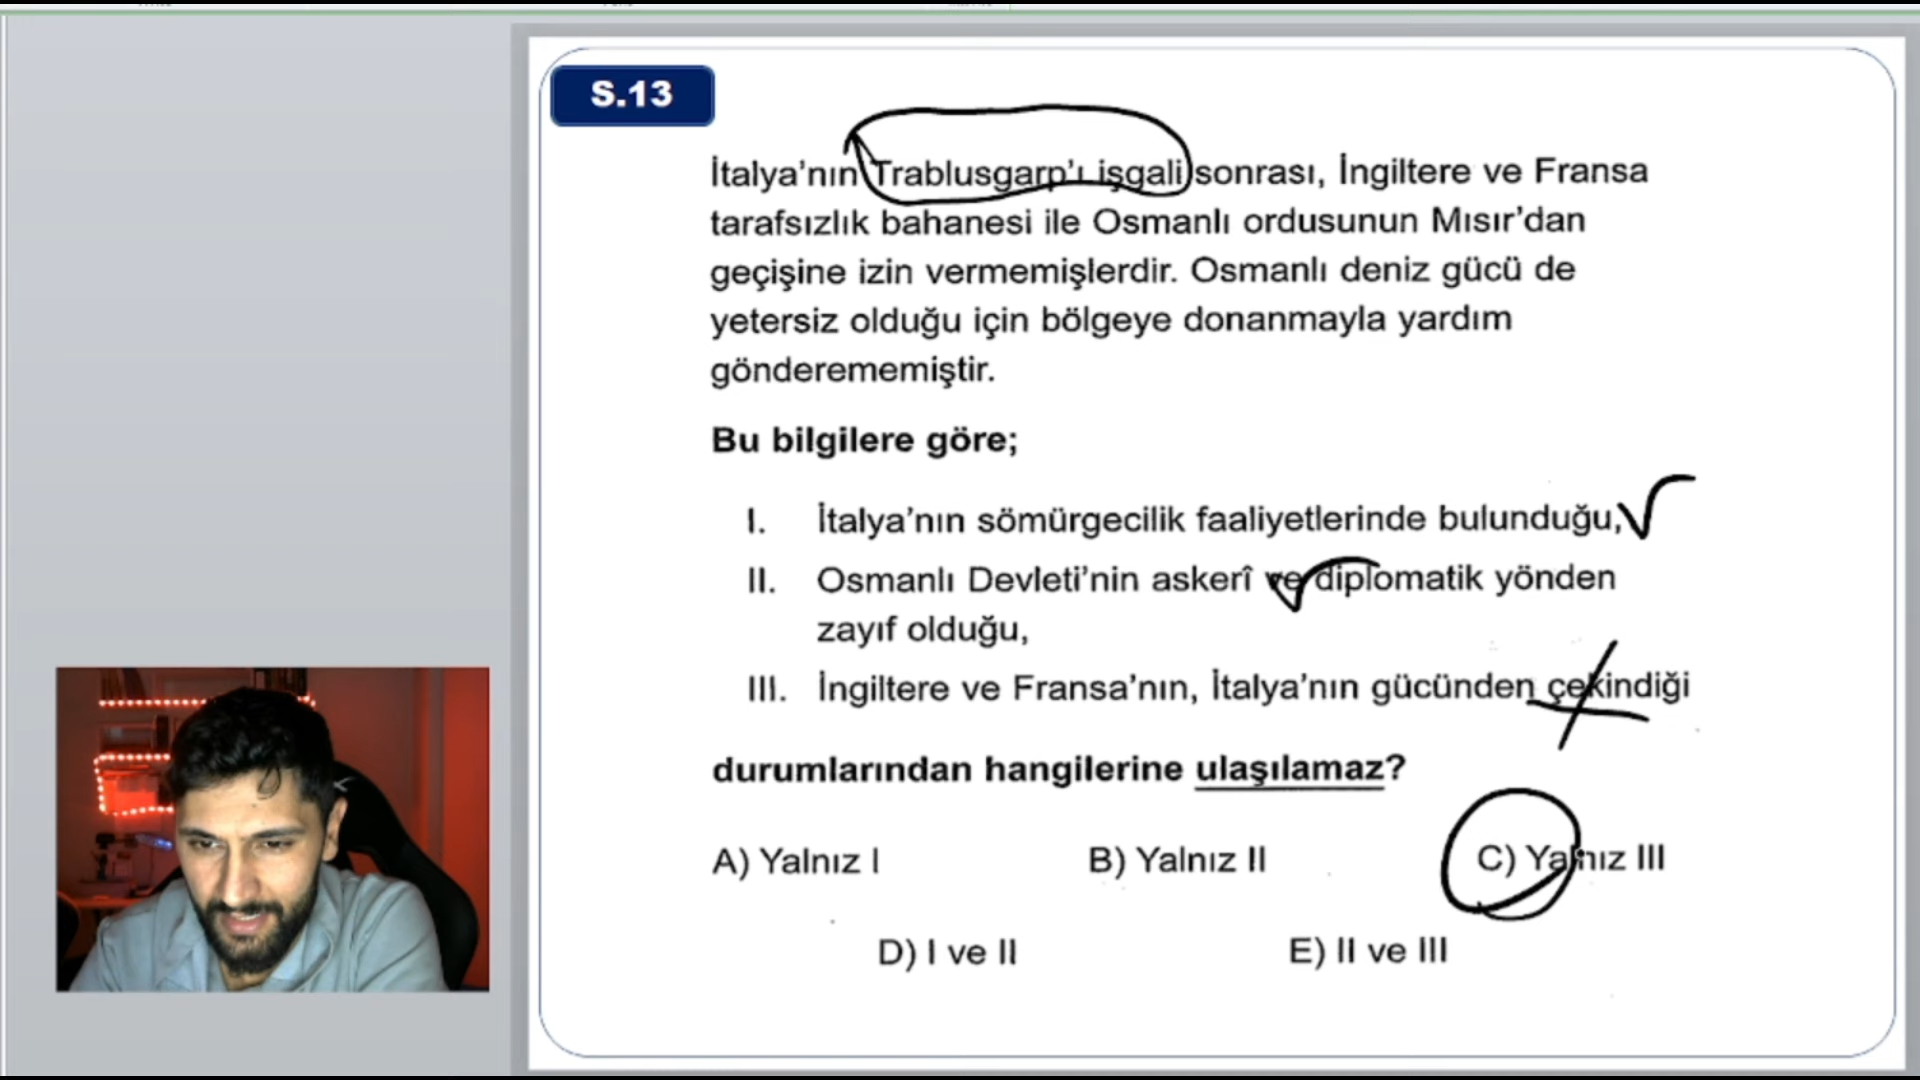 S.13
İtalya'nın Trablusgarp'ı işgali sonrası, İngiltere ve Fransa
tarafsızlık bahanesi ile Osmanlı ordusunun Mısır'dan
geçişine izin vermemişlerdir. Osmanlı deniz gücü de
yetersiz olduğu için bölgeye donanmayla yardım
gönderememiştir.
Bu bilgilere göre;
I. İtalya'nın sömürgecilik faaliyetlerinde bulunduğu,
II. Osmanlı Devleti'nin askerî ve diplomatik yönden
zayıf olduğu,
III. İngiltere ve Fransa'nın, İtalya'nın gücünden çekindiği
durumlarından hangilerine ulaşılamaz?
A) Yalnız I B) Yalnız II C) Yalnız III
D) I ve II E) II ve III